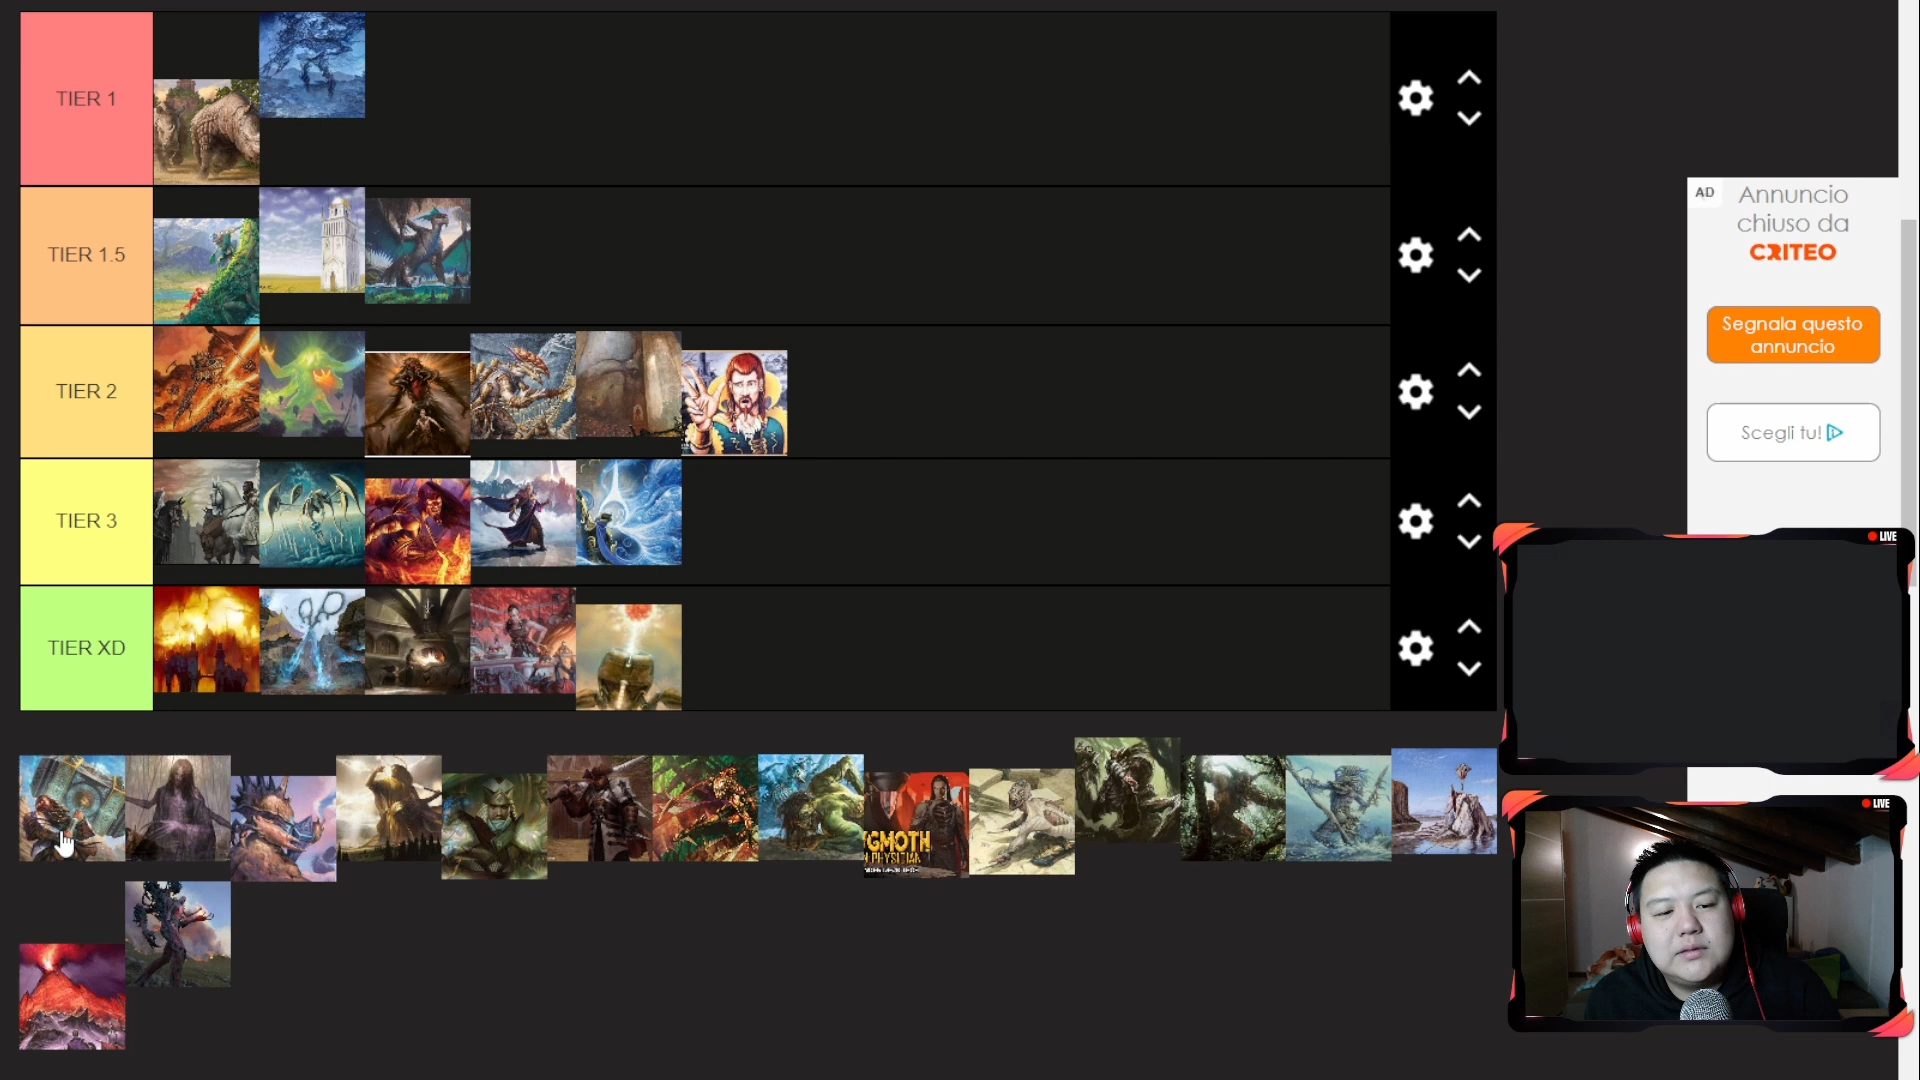 TIER 1
TIER 1.5
TIER 2
TIER 3
TIER XD
AD
Annuncio
chiuso da
CRITEO
Segnala questo
annuncio
Scegli tu!
LIVE
LIVE
GMOTH
PHYSICIAN